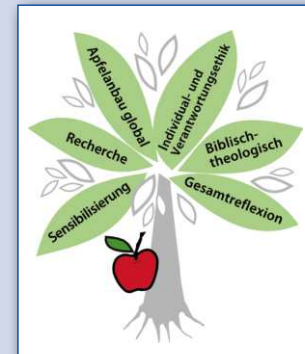 Sensibilisierung
Recherche
Apfelanbau global
Individual- und
Verantwortungsethik
Biblisch-
theologisch
Gesamtreflexion